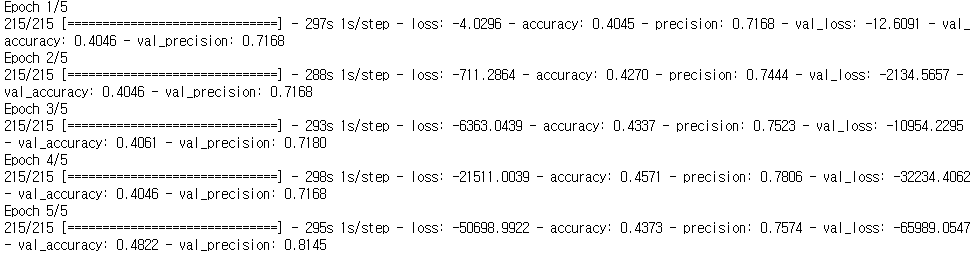 Epoch 1/5
215/215 [==============================] - 297s 1s/step - loss: -4.0296 - accuracy: 0.4045 - precision: 0.7168 - val_loss: -12.6091 - val_
accuracy: 0.4046 - val_precision: 0.7168
Epoch 2/5
215/215 [==============================] - 288s 1s/step - loss: -711.2864 - accuracy: 0.4270 - precision: 0.7444 - val_loss: -2134.5657 -
val_accuracy: 0.4046 - val_precision: 0.7168
Epoch 3/5
215/215 [==============================] - 293s 1s/step - loss: -6363.0439 - accuracy: 0.4337 - precision: 0.7523 - val_loss: -10954.2295
- val_accuracy: 0.4061 - val_precision: 0.7180
Epoch 4/5
215/215 [==============================] - 298s 1s/step - loss: -21511.0039 - accuracy: 0.4571 - precision: 0.7806 - val_loss: -32234.4062
- val_accuracy: 0.4046 - val_precision: 0.7168
Epoch 5/5
215/215 [==============================] - 295s 1s/step - loss: -50698.9922 - accuracy: 0.4373 - precision: 0.7574 - val_loss: -65989.0547
- val_accuracy: 0.4822 - val_precision: 0.8145